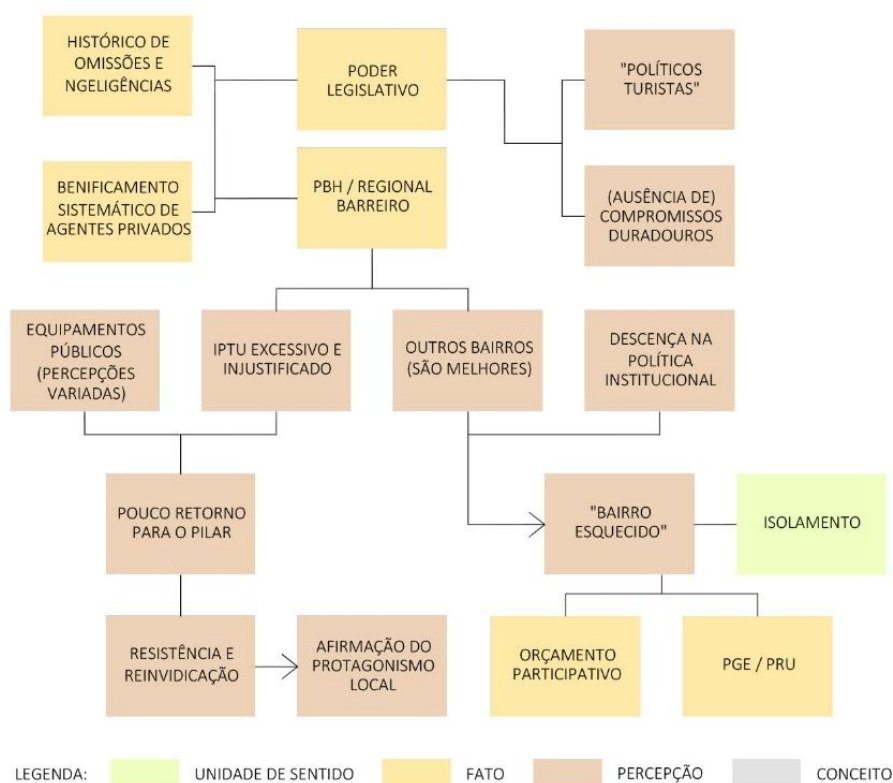 HISTÓRICO DE
OMISSÕES E
NGELIGÊNCIAS
PODER
LEGISLATIVO
"POLÍTICOS
TURISTAS"
BENIFICAMENTO
SISTEMÁTICO DE
AGENTES PRIVADOS
PBH / REGIONAL
BARREIRO
(AUSÊNCIA DE)
COMPROMISSOS
DURADOUROS
EQUIPAMENTOS
PÚBLICOS
(PERCEPÇÕES
VARIADAS)
IPTU EXCESSIVO E
INJUSTIFICADO
OUTROS BAIRROS
(SÃO MELHORES)
DESCENÇA NA
POLÍTICA
INSTITUCIONAL
POUCO RETORNO
PARA O PILAR
"BAIRRO
ESQUECIDO"
ISOLAMENTO
RESISTÊNCIA E
REINVIDICAÇÃO
AFIRMAÇÃO DO
PROTAGONISMO
LOCAL
ORÇAMENTO
PARTICIPATIVO
PGE / PRU
LEGENDA: UNIDADE DE SENTIDO FATO PERCEPÇÃO CONCEITO